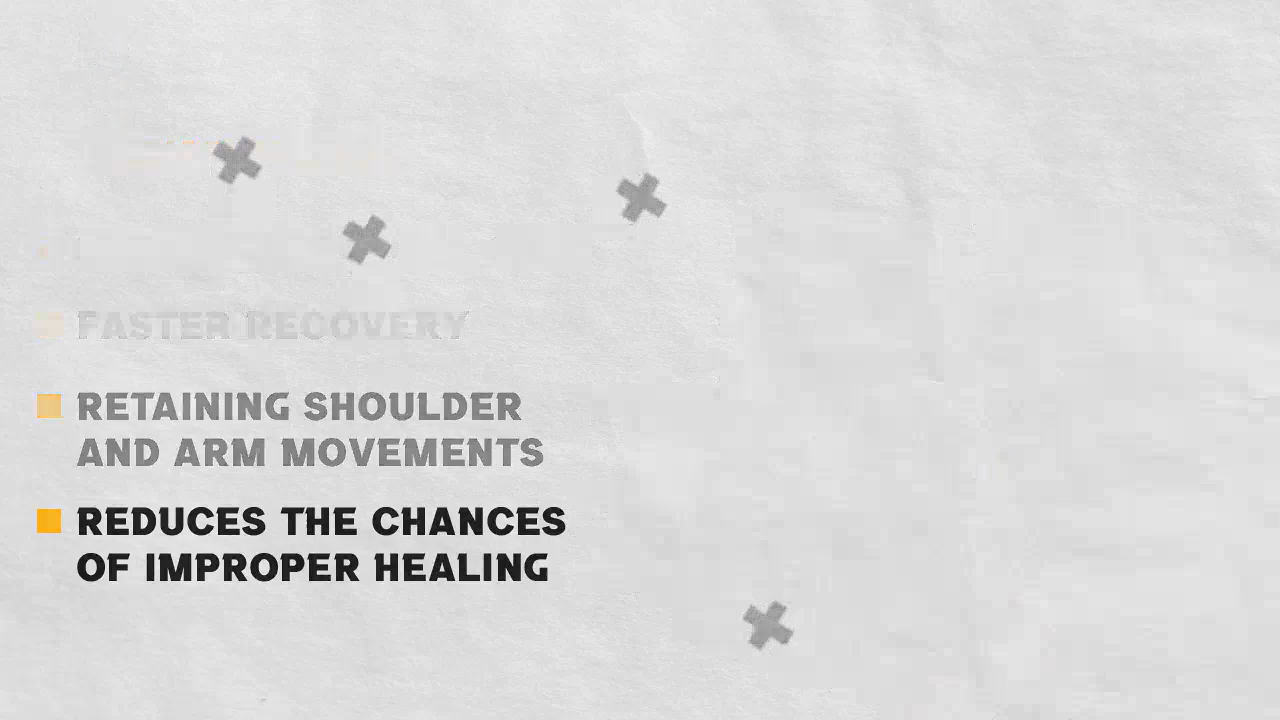 FASTER RECOVERY
RETAINING SHOULDER
AND ARM MOVEMENTS
REDUCES THE CHANCES
OF IMPROPER HEALING